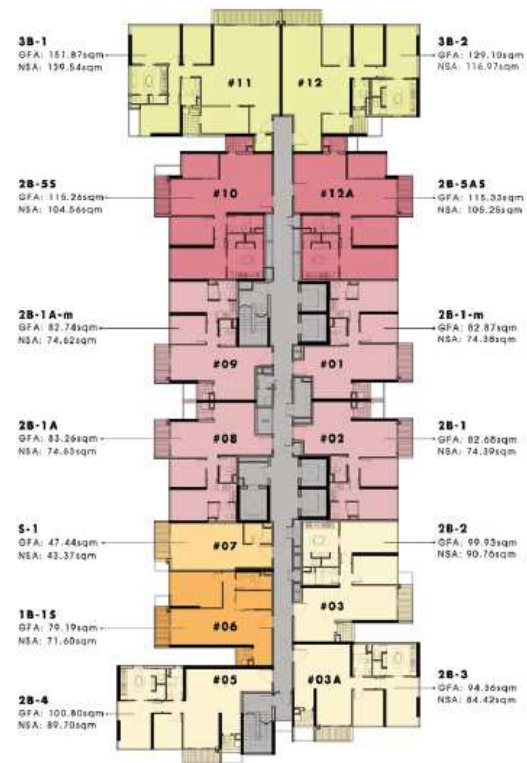 3B-1
GFA: 151.87sqm
NSA: 139.54sqm
3B-2
GFA: 129.10sqm
NSA: 116.97sqm
#11
#12
2B-5S
GFA: 115.26sqm
NSA: 104.56sqm
#10
#12A
2B-5AS
GFA: 115.33sqm
NSA: 105.25sqm
2B-1A-m
GFA: 82.74sqm
NSA: 74.62sqm
#09
#01
2B-1-m
GFA: 82.87sqm
NSA: 74.38sqm
2B-1A
GFA: 83.26sqm
NSA: 74.63sqm
#08
#02
2B-1
GFA: 82.68sqm
NSA: 74.39sqm
S-1
GFA: 47.44sqm
NSA: 43.37sqm
#07
2B-2
GFA: 99.93sqm
NSA: 90.76sqm
1B-1S
GFA: 79.19sqm
NSA: 71.60sqm
#06
#03
2B-4
GFA: 100.80sqm
NSA: 89.70sqm
#05
#03A
2B-3
GFA: 94.36sqm
NSA: 84.42sqm